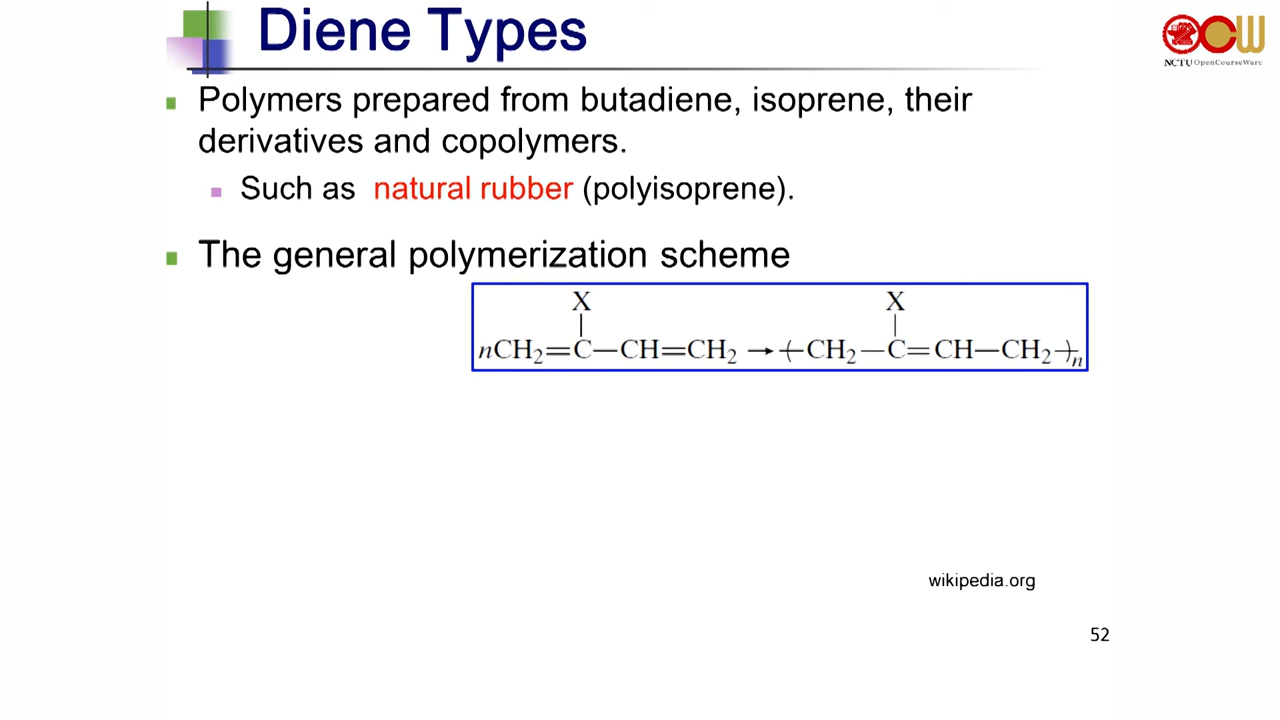 Diene Types
OCW
NCTU OpenCourseWare
Polymers prepared from butadiene, isoprene, their
derivatives and copolymers.
Such as natural rubber (polyisoprene).
The general polymerization scheme
X X
nCH₂=C—CH=CH₂ → (CH₂—C=CH—CH₂)ₙ
wikipedia.org
52